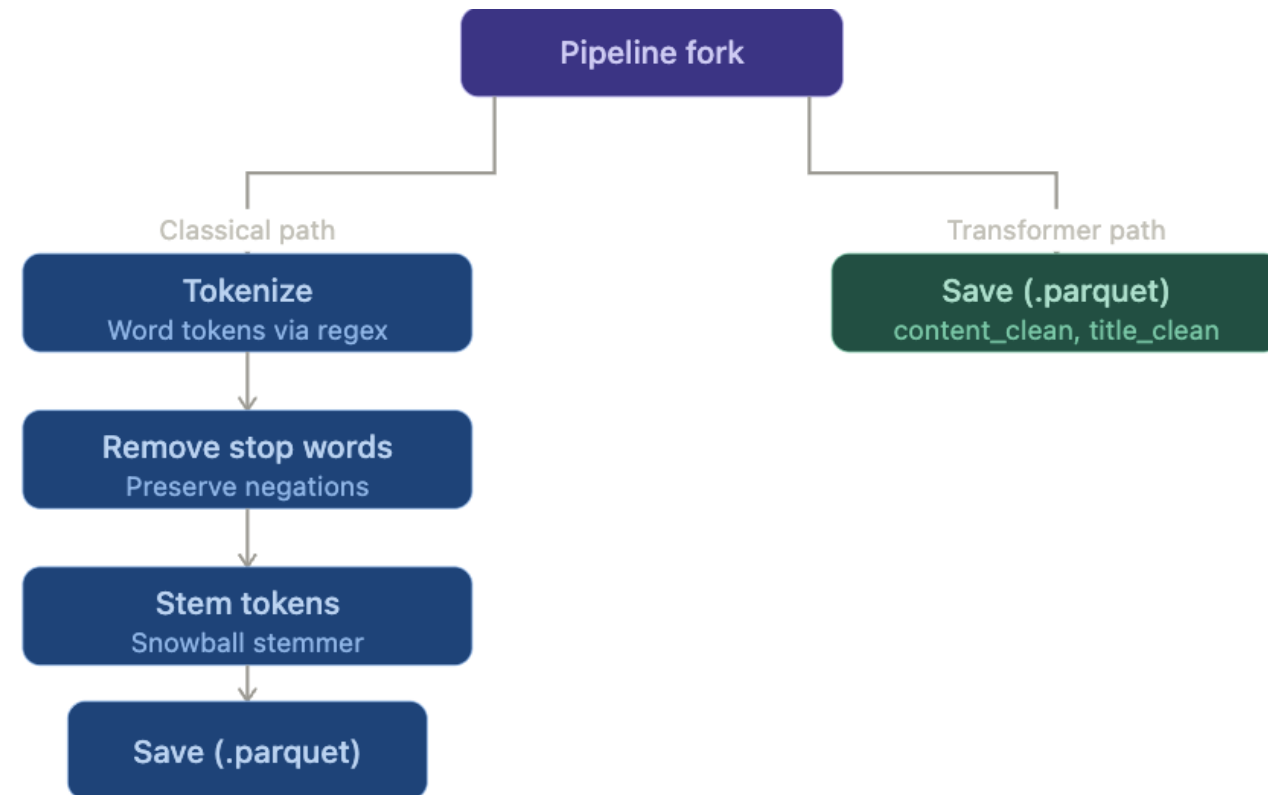 Pipeline fork
Classical path
Transformer path
Tokenize
Word tokens via regex
Save (.parquet)
content_clean, title_clean
Remove stop words
Preserve negations
Stem tokens
Snowball stemmer
Save (.parquet)